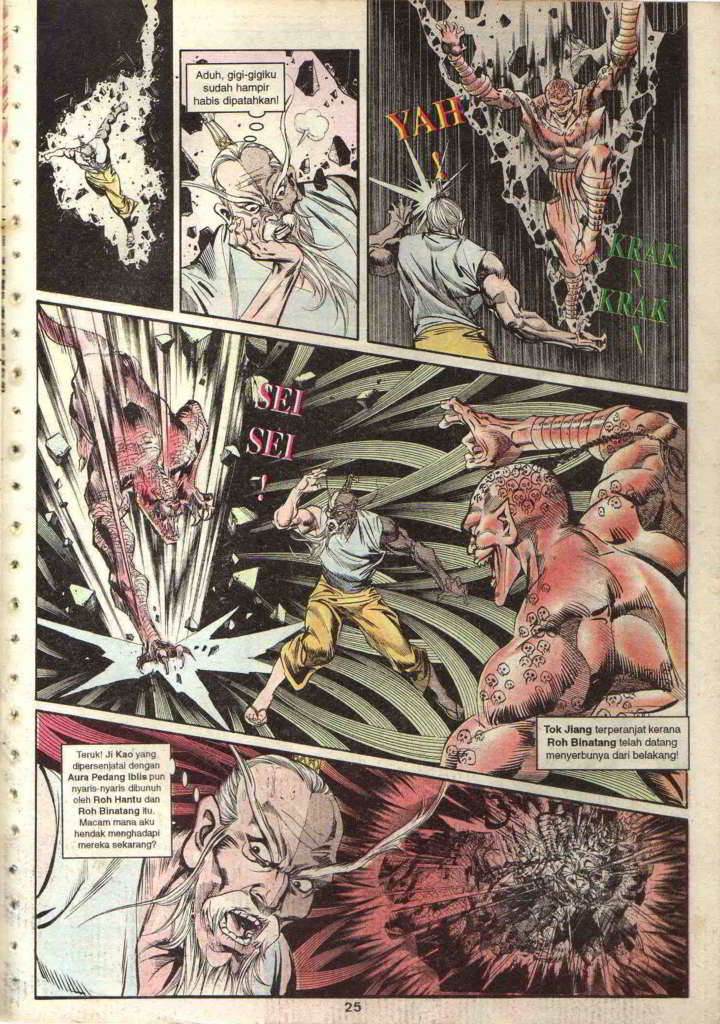 Aduh, gigi-gigiku
sudah hampir
habis dipatahkan!
YAH
!
KRAK
KRAK
SEI
SEI
!
Tok Jiang terperanjat kerana
Roh Binatang telah datang
menyerbunya dari belakang!
Teruk! Ji Kao yang
dipersenjatai dengan
Aura Pedang Iblis pun
nyaris-nyaris dibunuh
oleh Roh Hantu dan
Roh Binatang itu.
Macam mana aku
hendak menghadapi
mereka sekarang?
25